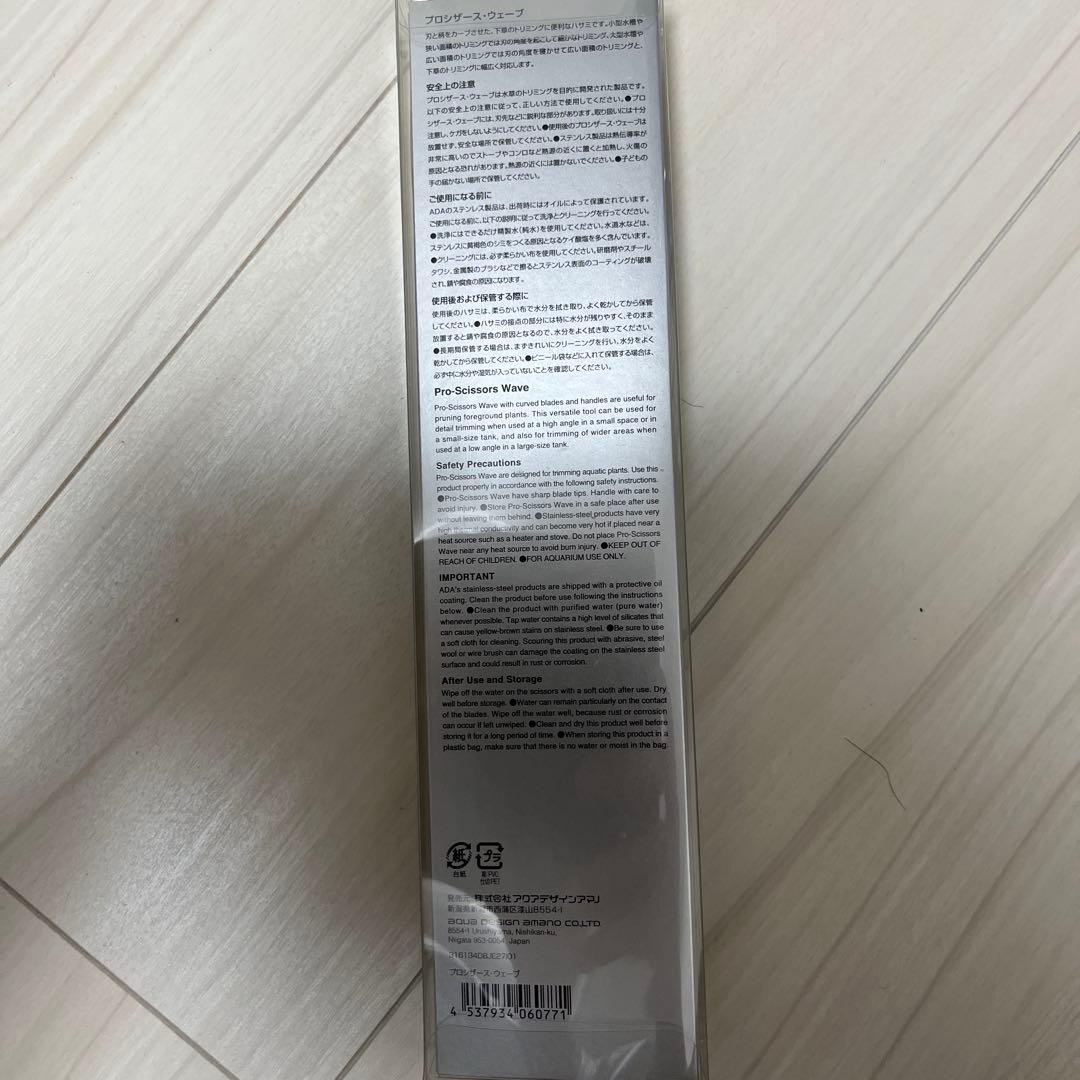 プロシザース・ウェーブ
刃と柄をカーブさせた、下草のトリミングに便利なハサミです。小型水槽や
狭い面積のトリミングでは刃の角度を起こして細かなトリミング、大型水槽や
広い面積のトリミングでは刃の角度を寝かせて広い面積のトリミングと、
下草のトリミングに幅広く対応します。
安全上の注意
プロシザース・ウェーブは水草のトリミングを目的に開発された製品です。
以下の安全上の注意に従って、正しい方法で使用してください。●プロ
シザース・ウェーブには、刃先などに鋭利な部分があります。取り扱いには十分
注意し、ケガをしないようにしてください。●使用後のプロシザース・ウェーブは
放置せず、安全な場所で保管してください。●ステンレス製品は熱伝導率が
非常に高いのでストーブやコンロなど熱源の近くに置くと加熱し、火傷の
原因となる恐れがあります。熱源の近くには置かないでください。●子どもの
手の届かない場所で保管してください。
ご使用になる前に
ADAのステンレス製品は、出荷時にはオイルによって保護されています。
ご使用になる前に、以下の説明に従って洗浄とクリーニングを行ってください。
●洗浄にはできるだけ精製水(純水)を使用してください。水道水などは、
ステンレスに黄褐色のシミをつくる原因となるケイ酸塩を多く含んでいます。
●クリーニングには、必ず柔らかい布を使用してください。研磨剤やスチール
タワシ、金属製のブラシなどで擦るとステンレス表面のコーティングが破壊
され、錆や腐食の原因になります。
使用後および保管する際に
使用後のハサミは、柔らかい布で水分を拭き取り、よく乾かしてから保管
してください。●ハサミの接点の部分には特に水分が残りやすく、そのまま
放置すると錆や腐食の原因となるので、水分をよく拭き取ってください。
●長期間保管する場合は、まずきれいにクリーニングを行い、水分をよく
乾かしてから保管してください。●ビニール袋などに入れて保管する場合は、
必ず中に水分や湿気が入っていないことを確認してください。
Pro-Scissors Wave
Pro-Scissors Wave with curved blades and handles are useful for
pruning foreground plants. This versatile tool can be used for
detail trimming when used at a high angle in a small space or in
a small-size tank, and also for trimming of wider areas when
used at a low angle in a large-size tank.
Safety Precautions
Pro-Scissors Wave are designed for trimming aquatic plants. Use this
product properly in accordance with the following safety instructions.
●Pro-Scissors Wave have sharp blade tips. Handle with care to
avoid injury. ●Store Pro-Scissors Wave in a safe place after use
without leaving them behind. ●Stainless-steel products have very
high thermal conductivity and can become very hot if placed near a
heat source such as a heater and stove. Do not place Pro-Scissors
Wave near any heat source to avoid burn injury. ●KEEP OUT OF
REACH OF CHILDREN. ●FOR AQUARIUM USE ONLY.
IMPORTANT
ADA's stainless-steel products are shipped with a protective oil
coating. Clean the product before use following the instructions
below. ●Clean the product with purified water (pure water)
whenever possible. Tap water contains a high level of silicates that
can cause yellow-brown stains on stainless steel. ●Be sure to use
a soft cloth for cleaning. Scouring this product with abrasive, steel
wool or wire brush can damage the coating on the stainless steel
surface and could result in rust or corrosion.
After Use and Storage
Wipe off the water on the scissors with a soft cloth after use. Dry
well before storage. ●Water can remain particularly on the contact
of the blades. Wipe off the water well, because rust or corrosion
can occur if left unwiped. ●Clean and dry this product well before
storing it for a long period of time. ●When storing this product in a
plastic bag, make sure that there is no water or moist in the bag.
紙 プラ
台紙 箱:PVC
仕切:PET
発売元 株式会社 アクアデザインアマノ
新潟県新潟市西蒲区漆山8554-1
AQUA DESIGN AMANO CO.,LTD.
8554-1 Urushiyama, Nishikan-ku,
Niigata 953-0054, Japan
316134DBJE27I01
プロシザース・ウェーブ
4 537934 060771